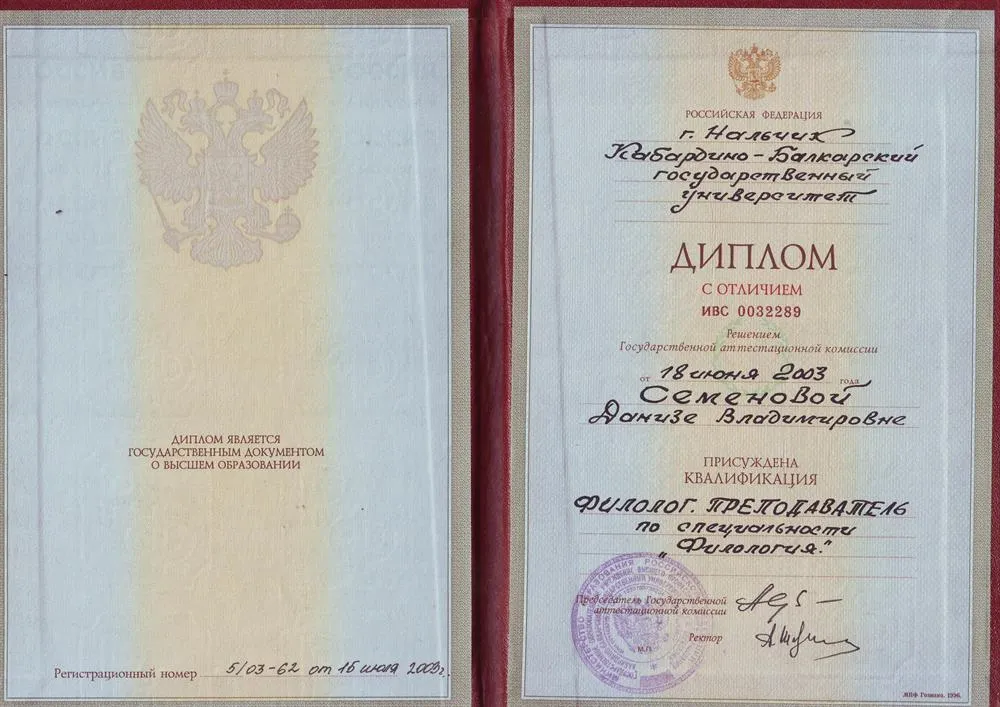 ДИПЛОМ ЯВЛЯЕТСЯ
ГОСУДАРСТВЕННЫМ ДОКУМЕНТОМ
О ВЫСШЕМ ОБРАЗОВАНИИ
Регистрационный номер 5/03-62 от 15 июля 2003г.
РОССИЙСКАЯ ФЕДЕРАЦИЯ
г. Нальчик
Кабардино-Балкарский
государственный
университет
ДИПЛОМ
С ОТЛИЧИЕМ
ИВС 0032289
Решением
Государственной аттестационной комиссии
от 18 июня 2003 года
Семеновой
Данизе Владимировне
ПРИСУЖДЕНА
КВАЛИФИКАЦИЯ
ФИЛОЛОГ. ПРЕПОДАВАТЕЛЬ
по специальности
„Филология."
Председатель Государственной
аттестационной комиссии
Ректор
М.П.
МПФ Гознака. 1996.